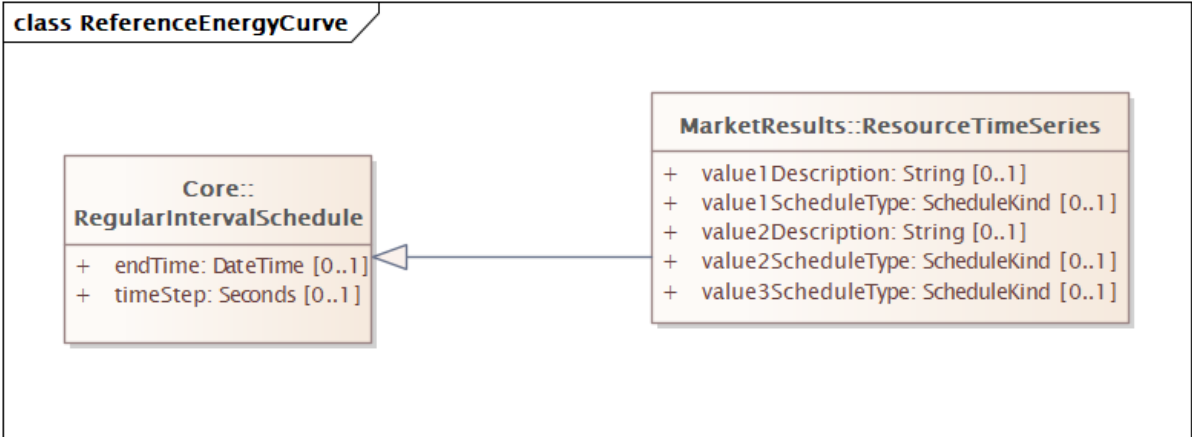 class ReferenceEnergyCurve
Core::
RegularIntervalSchedule
+ endTime: DateTime [0..1]
+ timeStep: Seconds [0..1]
MarketResults::ResourceTimeSeries
+ value1Description: String [0..1]
+ value1ScheduleType: ScheduleKind [0..1]
+ value2Description: String [0..1]
+ value2ScheduleType: ScheduleKind [0..1]
+ value3ScheduleType: ScheduleKind [0..1]